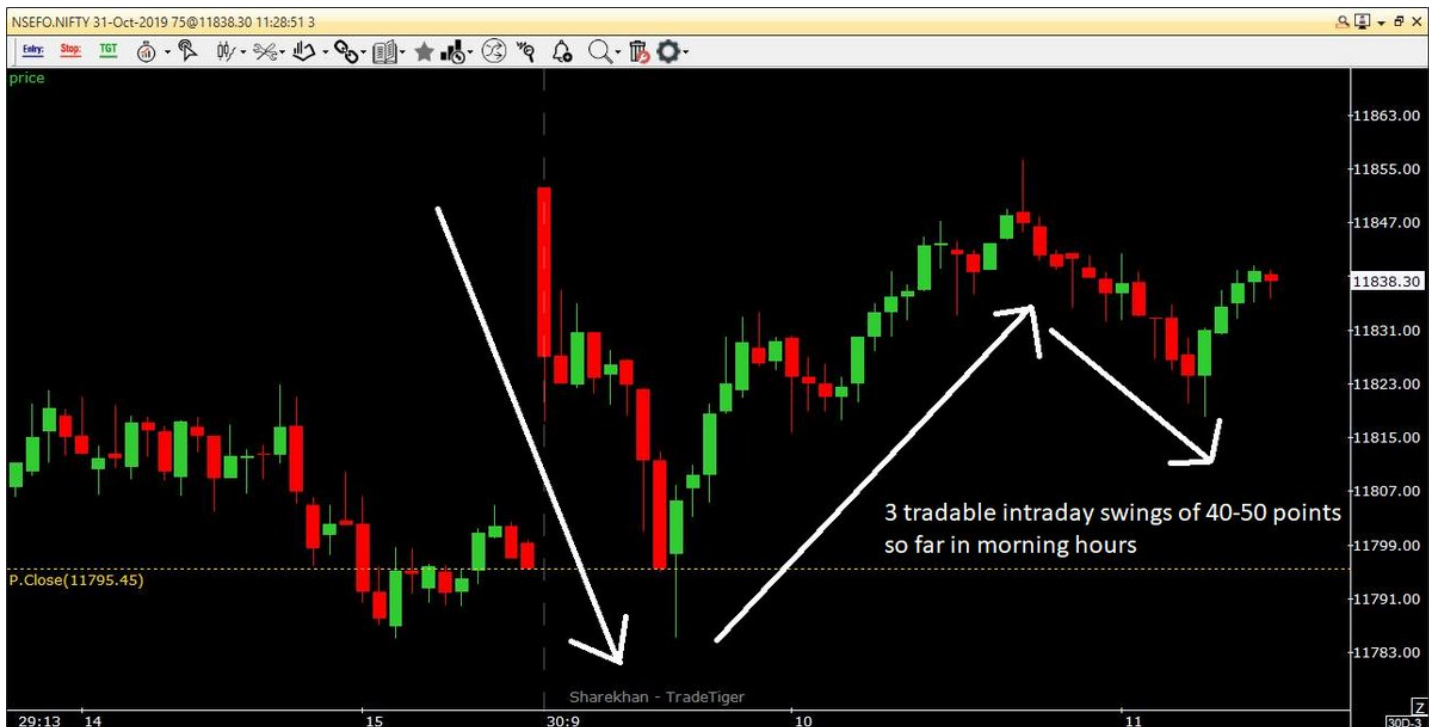 NSEFO.NIFTY 31-Oct-2019 75@11838.30 11:28:51 3
Entry: Stop: TGT
price
11863.00
11855.00
11847.00
11838.30
11831.00
11823.00
11815.00
11807.00
11799.00
11791.00
11783.00
3 tradable intraday swings of 40-50 points
so far in morning hours
P.Close(11795.45)
Sharekhan - TradeTiger
29:13 14 15 30:9 10 11
Z
30D-3